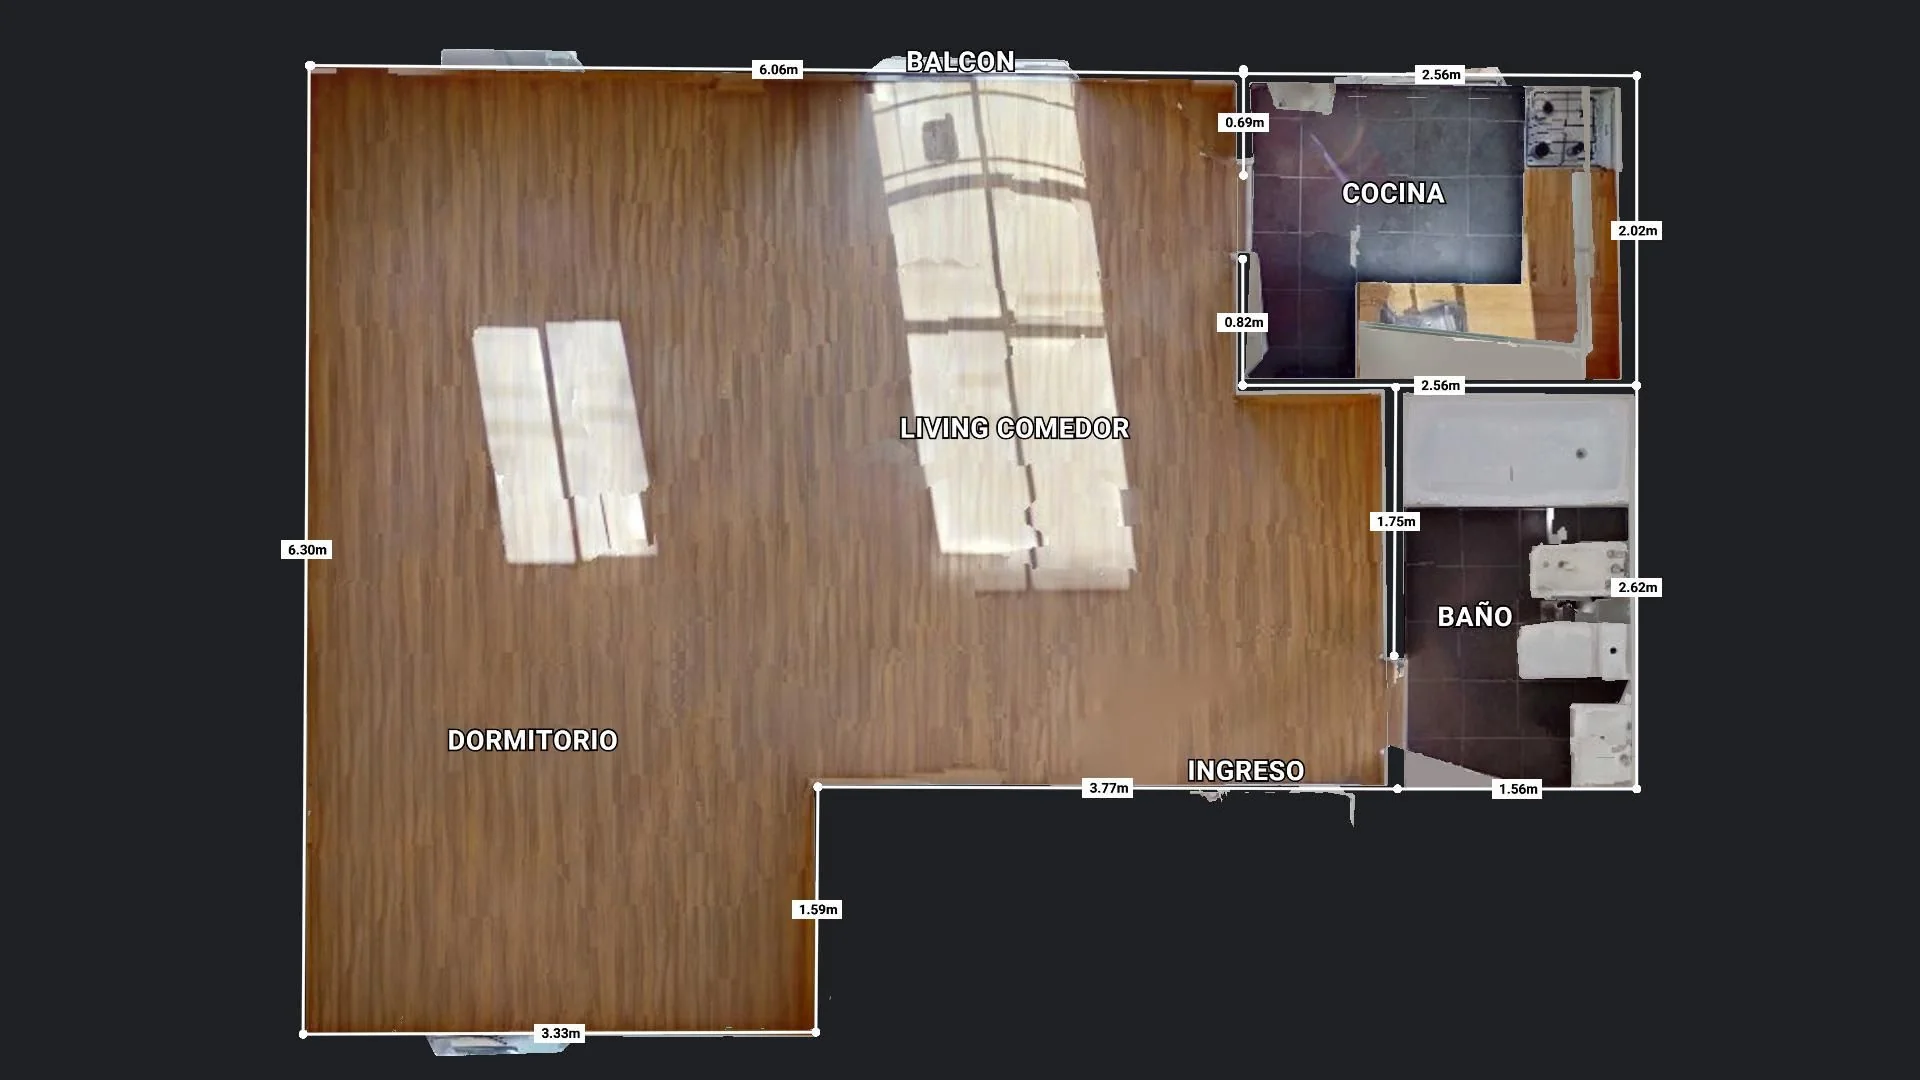 BALCON
6.06m
2.56m
0.69m
COCINA
2.02m
0.82m
2.56m
LIVING COMEDOR
1.75m
6.30m
2.62m
BAÑO
DORMITORIO
INGRESO
3.77m
1.56m
1.59m
3.33m